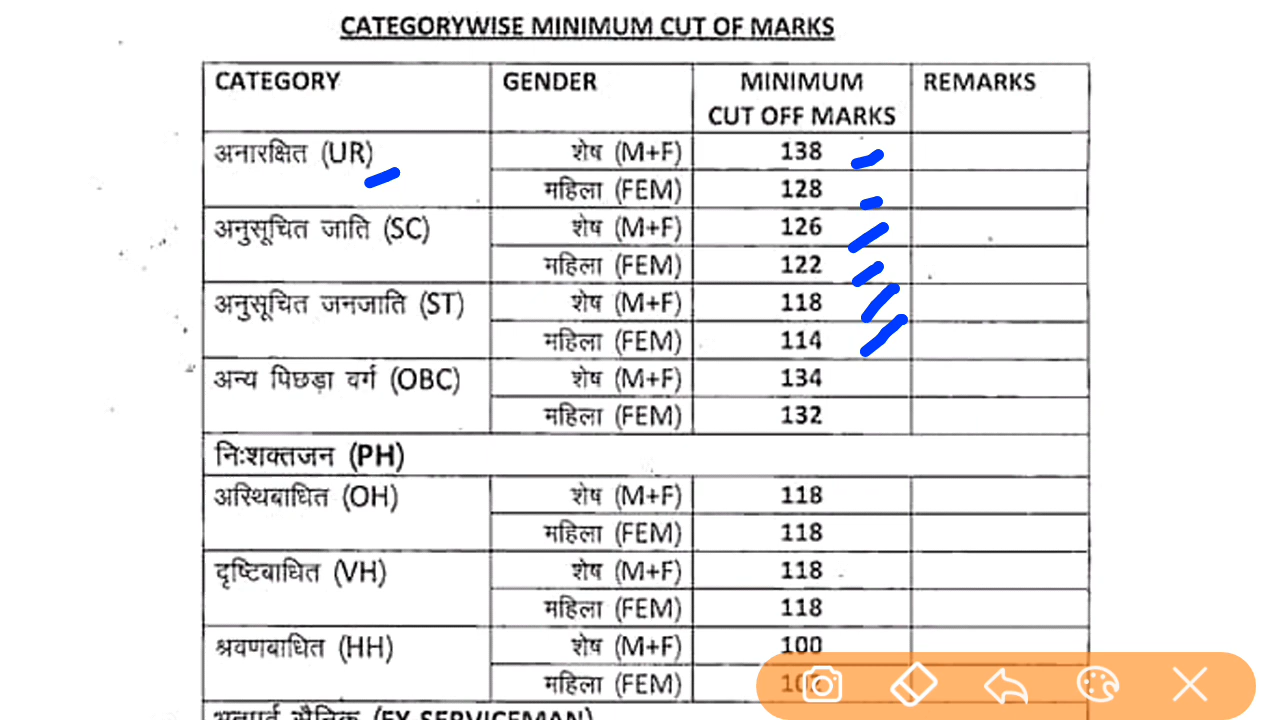 CATEGORYWISE MINIMUM CUT OF MARKS
CATEGORY GENDER MINIMUM CUT OFF MARKS REMARKS
अनारक्षित (UR) शेष (M+F) 138
महिला (FEM) 128
अनुसूचित जाति (SC) शेष (M+F) 126
महिला (FEM) 122
अनुसूचित जनजाति (ST) शेष (M+F) 118
महिला (FEM) 114
अन्य पिछड़ा वर्ग (OBC) शेष (M+F) 134
महिला (FEM) 132
निःशक्तजन (PH)
अस्थिबाधित (OH) शेष (M+F) 118
महिला (FEM) 118
दृष्टिबाधित (VH) शेष (M+F) 118
महिला (FEM) 118
श्रवणबाधित (HH) शेष (M+F) 100
महिला (FEM)
(EX SERVICEMAN)